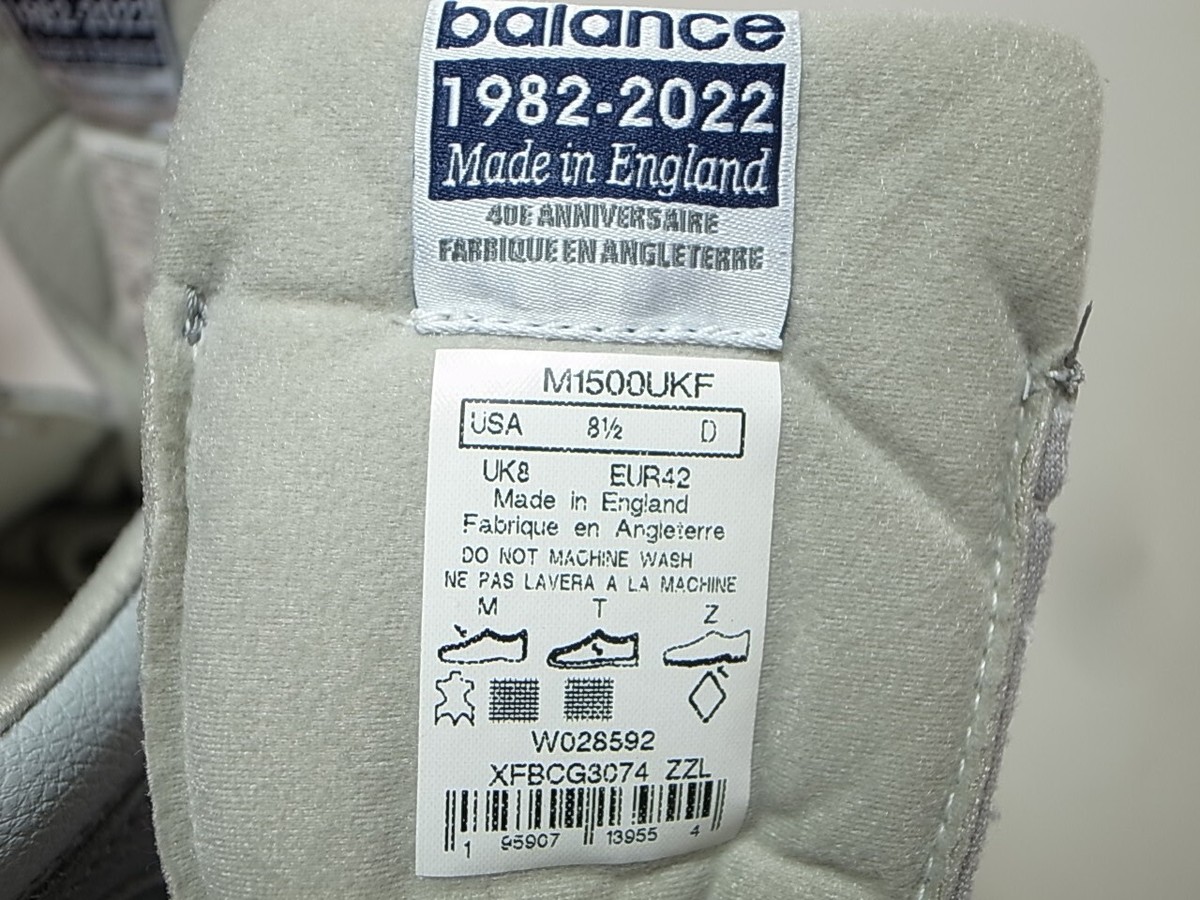 balance
1982-2022
Made in England
40E ANNIVERSAIRE
FABRIQUE EN ANGLETERRE
M1500UKF
USA 8½ D
UK8 EUR42
Made in England
Fabrique en Angleterre
DO NOT MACHINE WASH
NE PAS LAVERA A LA MACHINE
M T Z
W028592
XFBCG3074 ZZL
1 95907 13955 4
1982-2022